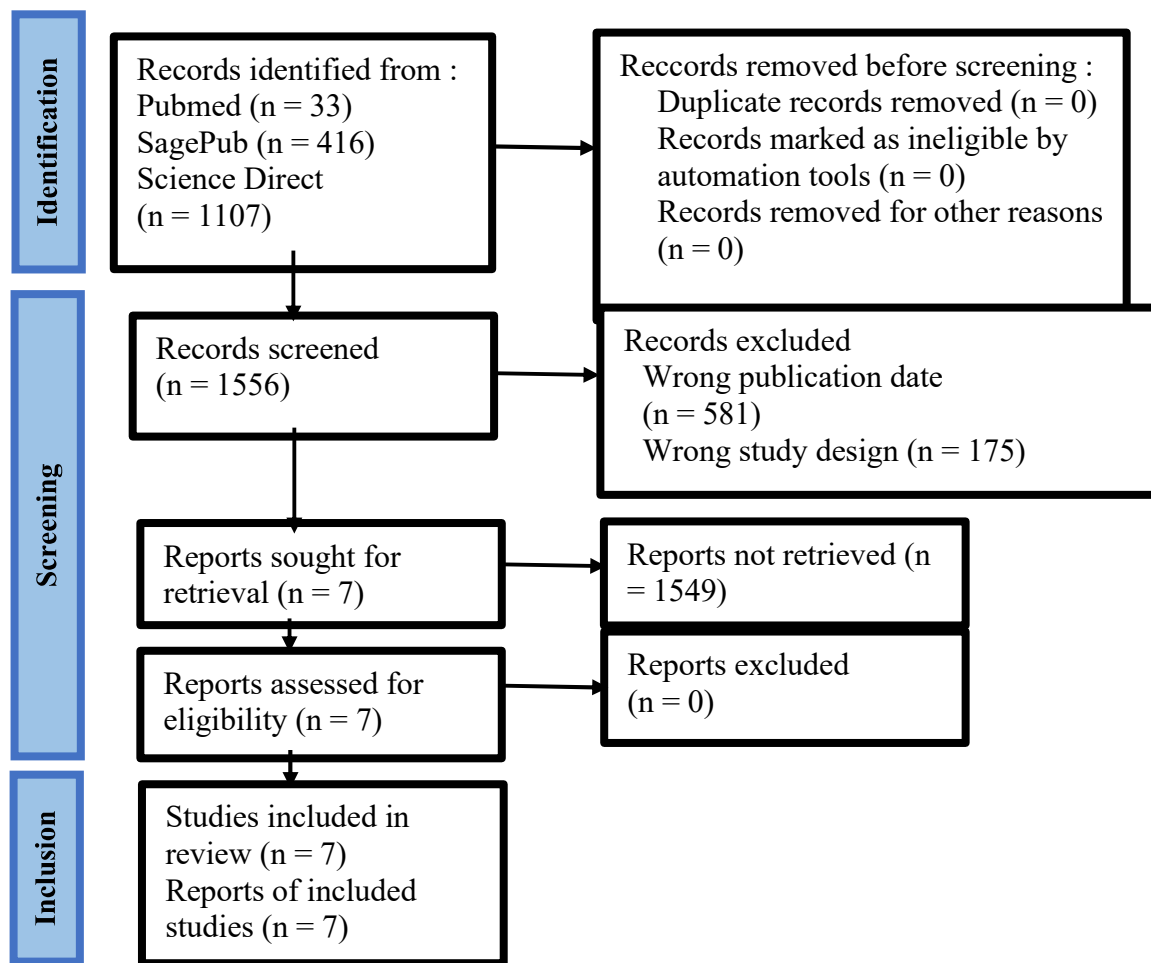 Identification
Records identified from :
Pubmed (n = 33)
SagePub (n = 416)
Science Direct
(n = 1107)
Reccords removed before screening :
Duplicate records removed (n = 0)
Records marked as ineligible by
automation tools (n = 0)
Records removed for other reasons
(n = 0)
Screening
Records screened
(n = 1556)
Records excluded
Wrong publication date
(n = 581)
Wrong study design (n = 175)
Reports sought for
retrieval (n = 7)
Reports not retrieved (n
= 1549)
Reports assessed for
eligibility (n = 7)
Reports excluded
(n = 0)
Inclusion
Studies included in
review (n = 7)
Reports of included
studies (n = 7)